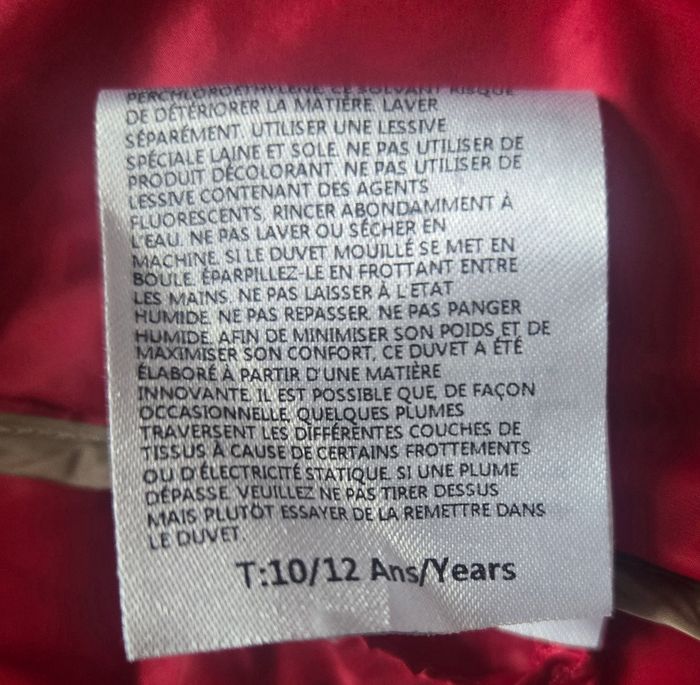 PERCHLOROETHYLENE. CE SOLVANT RISQUE
DE DÉTÉRIORER LA MATIÈRE. LAVER
SÉPARÉMENT. UTILISER UNE LESSIVE
SPÉCIALE LAINE ET SOLE. NE PAS UTILISER DE
PRODUIT DÉCOLORANT. NE PAS UTILISER DE
LESSIVE CONTENANT DES AGENTS
FLUORESCENTS, RINCER ABONDAMMENT À
L'EAU. NE PAS LAVER OU SÉCHER EN
MACHINE. SI LE DUVET MOUILLÉ SE MET EN
BOULE. ÉPARPILLEZ-LE EN FROTTANT ENTRE
LES MAINS. NE PAS LAISSER À L'ETAT
HUMIDE. NE PAS REPASSER. NE PAS PANGER
HUMIDE. AFIN DE MINIMISER SON POIDS ET DE
MAXIMISER SON CONFORT, CE DUVET A ÉTÉ
ÉLABORÉ À PARTIR D'UNE MATIÈRE
INNOVANTE. IL EST POSSIBLE QUE, DE FAÇON
OCCASIONNELLE, QUELQUES PLUMES
TRAVERSENT LES DIFFÉRENTES COUCHES DE
TISSUS À CAUSE DE CERTAINS FROTTEMENTS
OU D'ÉLECTRICITÉ STATIQUE. SI UNE PLUME
DÉPASSE. VEUILLEZ NE PAS TIRER DESSUS
MAIS PLUTÔT ESSAYER DE LA REMETTRE DANS
LE DUVET.
T:10/12 Ans/Years